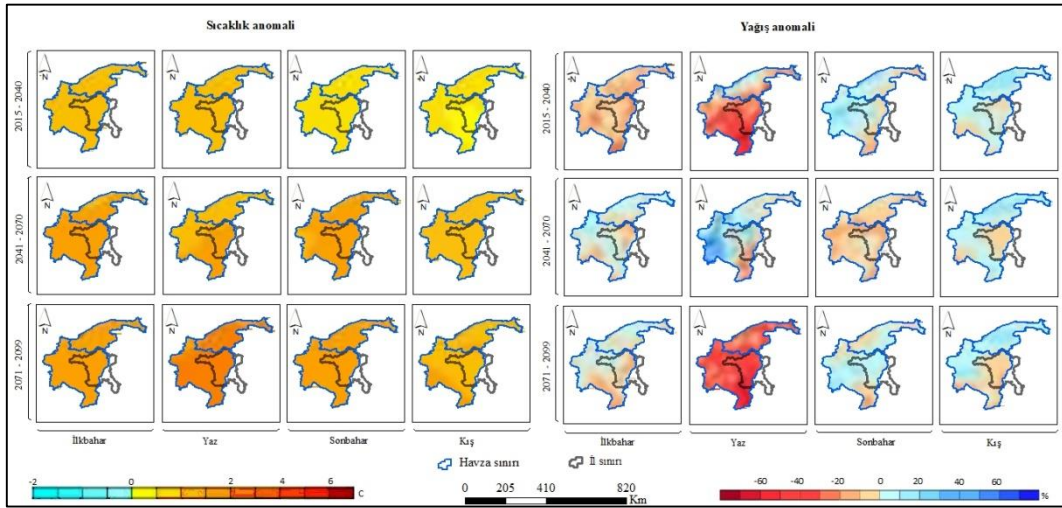 Sıcaklık anomali
Yağış anomali
N N N N N N N N
2015 - 2040
2015 - 2040
N N N N N N N N
2041 - 2070
2041 - 2070
N N N N N N N N
2071 - 2099
2071 - 2099
İlkbahar Yaz Sonbahar Kış İlkbahar Yaz Sonbahar Kış
Havza sınırı İl sınırı
-2 0 2 4 6 C
0 205 410 820
Km
-60 -40 -20 0 20 40 60 %